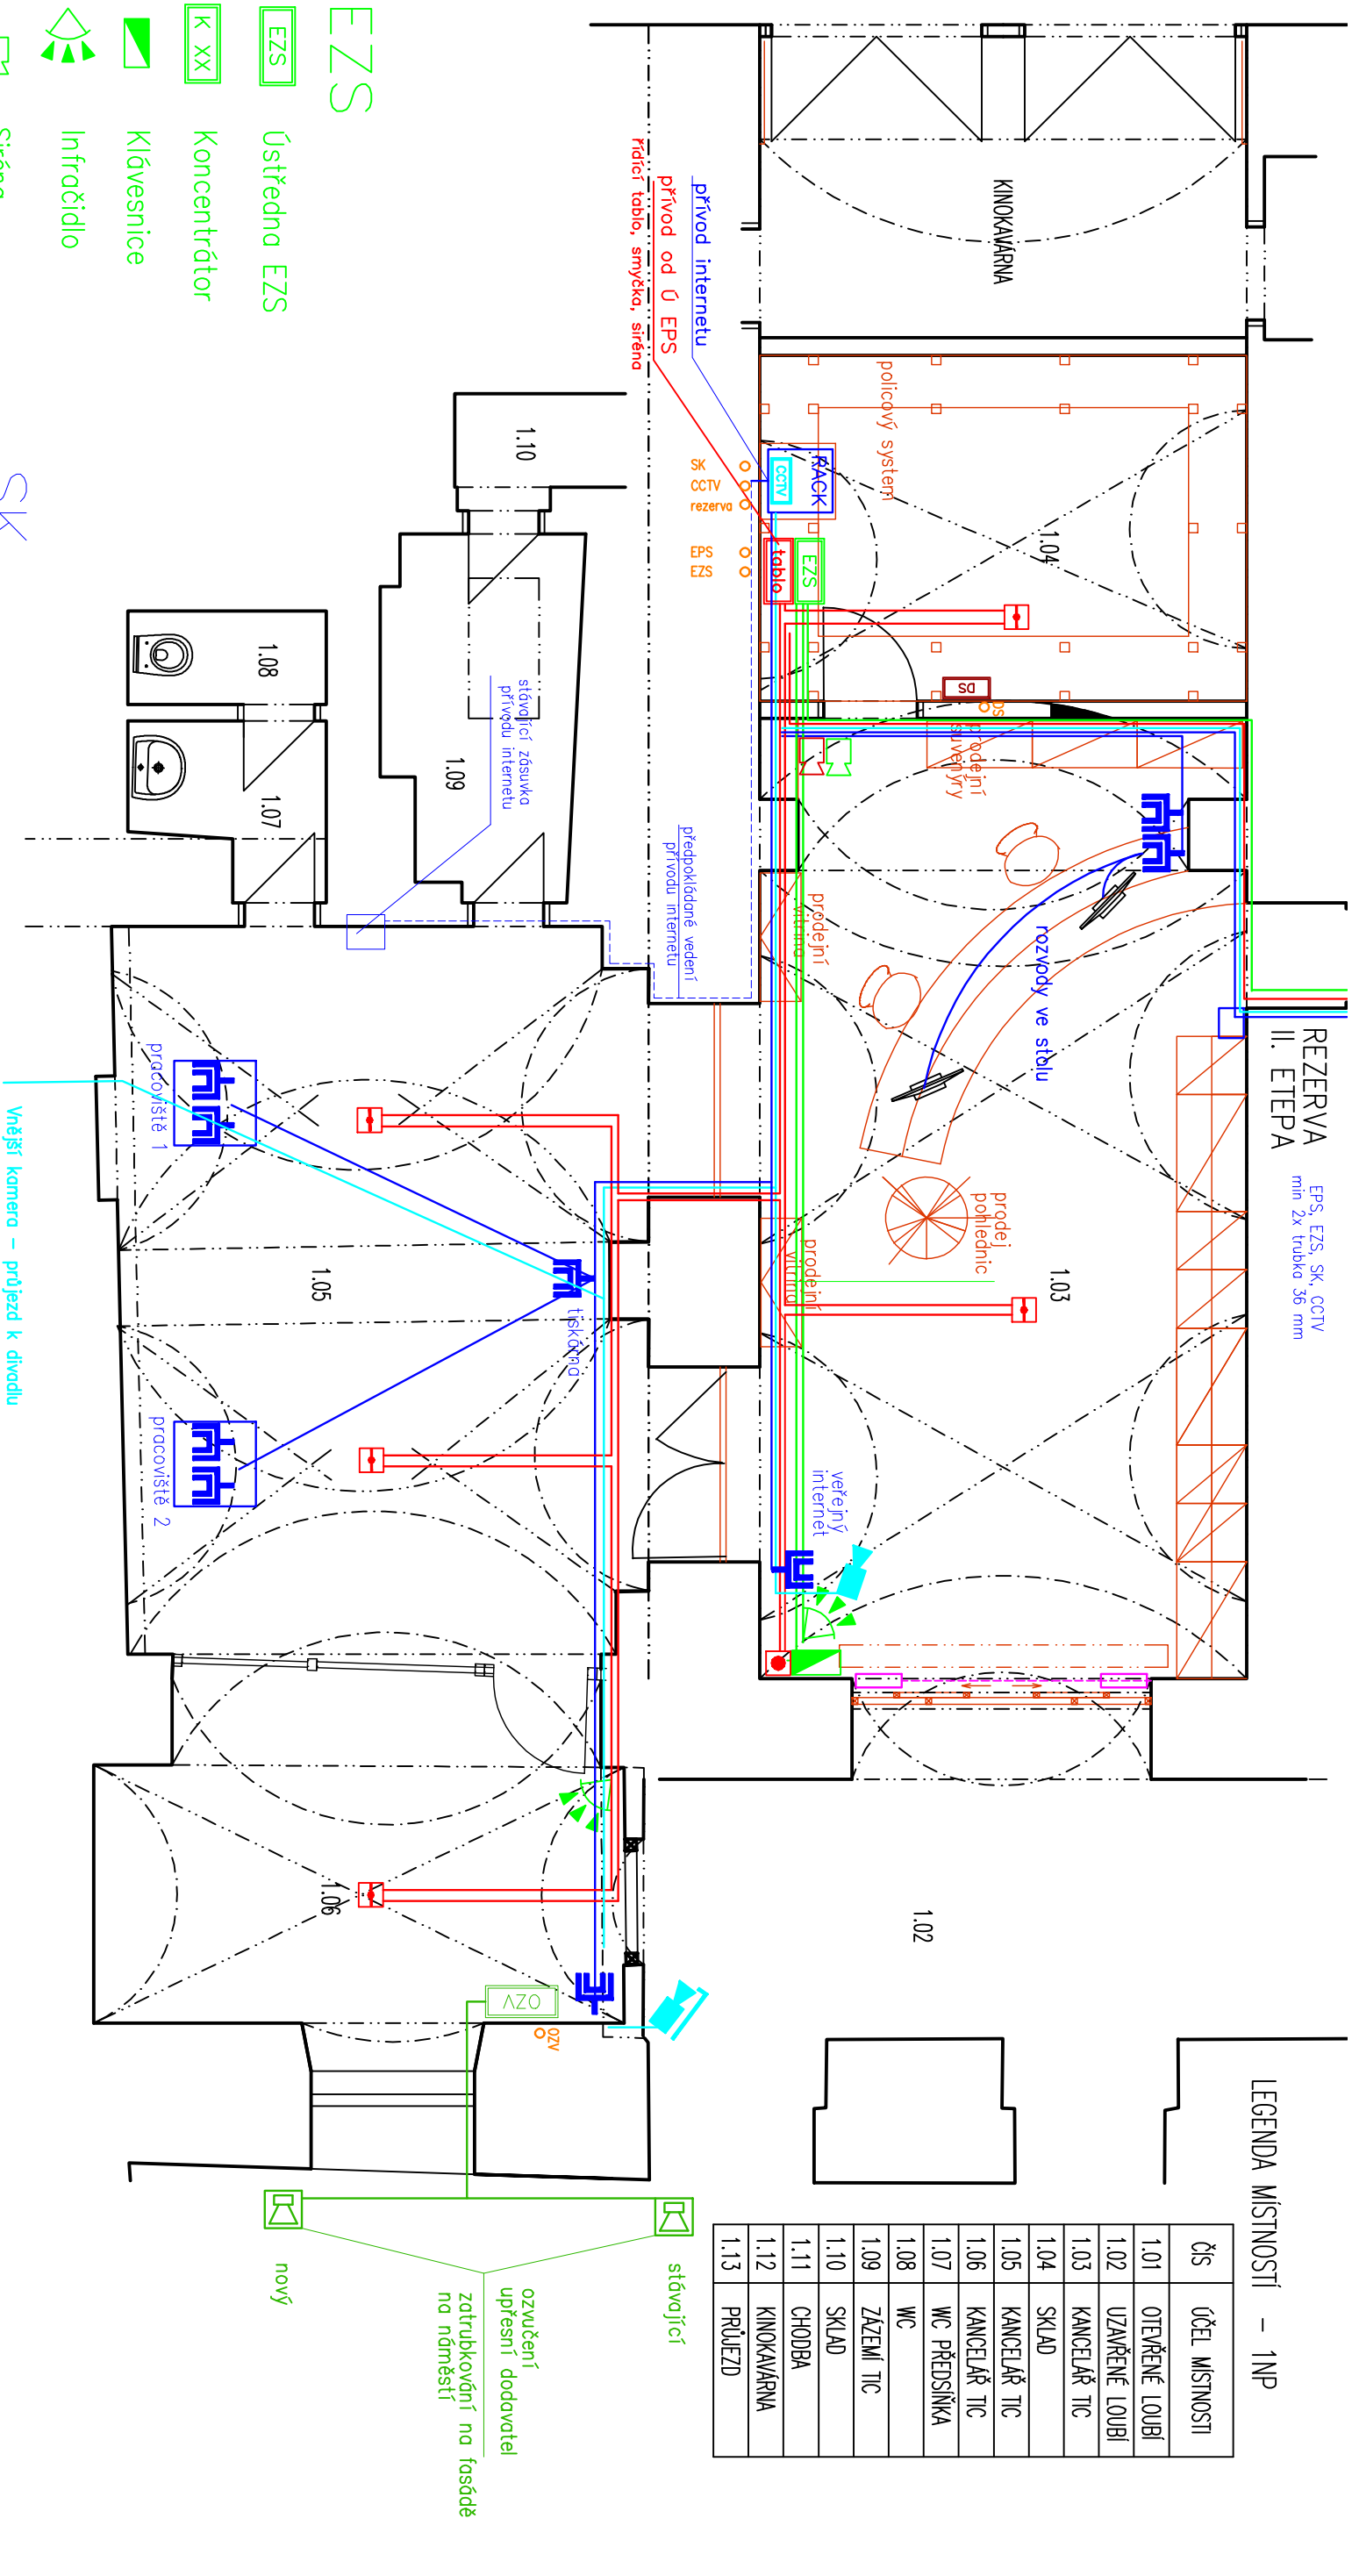 EZS
EZS Ústředna EZS
K XX Koncentrátor
Klávesnice
Infračidlo
SK
KINOKAVÁRNA
přívod internetu
přívod od Ú EPS
řídící tablo, smyčka, siréna
policový systém
1.04
RACK
CCTV
tablo
EZS
SK
CCTV
rezerva
EPS
EZS
DS
DS
prodejní
suvenýry
1.10
1.09
1.08
1.07
stávající zásuvka
přívodu internetu
předpokládané vedení
přívodu internetu
prodejní
vitrína
rozvody ve stolu
REZERVA
II. ETEPA
EPS, EZS, SK, CCTV
min 2x trubka 36 mm
prodej
pohlednic
prodejní
vitrína
1.03
veřejný
internet
pracoviště 1
1.05
tiskárna
pracoviště 2
Vnější kamera – průjezd k divadlu
1.06
1.02
OZV
OZV
stávající
nový
ozvučení
upřesní dodavatel
zatrubkování na fasádě
na náměstí
LEGENDA MÍSTNOSTÍ – 1NP
ČÍS ÚČEL MÍSTNOSTI
1.01 OTEVŘENÉ LOUBÍ
1.02 UZAVŘENÉ LOUBÍ
1.03 KANCELÁŘ TIC
1.04 SKLAD
1.05 KANCELÁŘ TIC
1.06 KANCELÁŘ TIC
1.07 WC PŘEDSÍŇKA
1.08 WC
1.09 ZÁZEMÍ TIC
1.10 SKLAD
1.11 CHODBA
1.12 KINOKAVÁRNA
1.13 PRŮJEZD